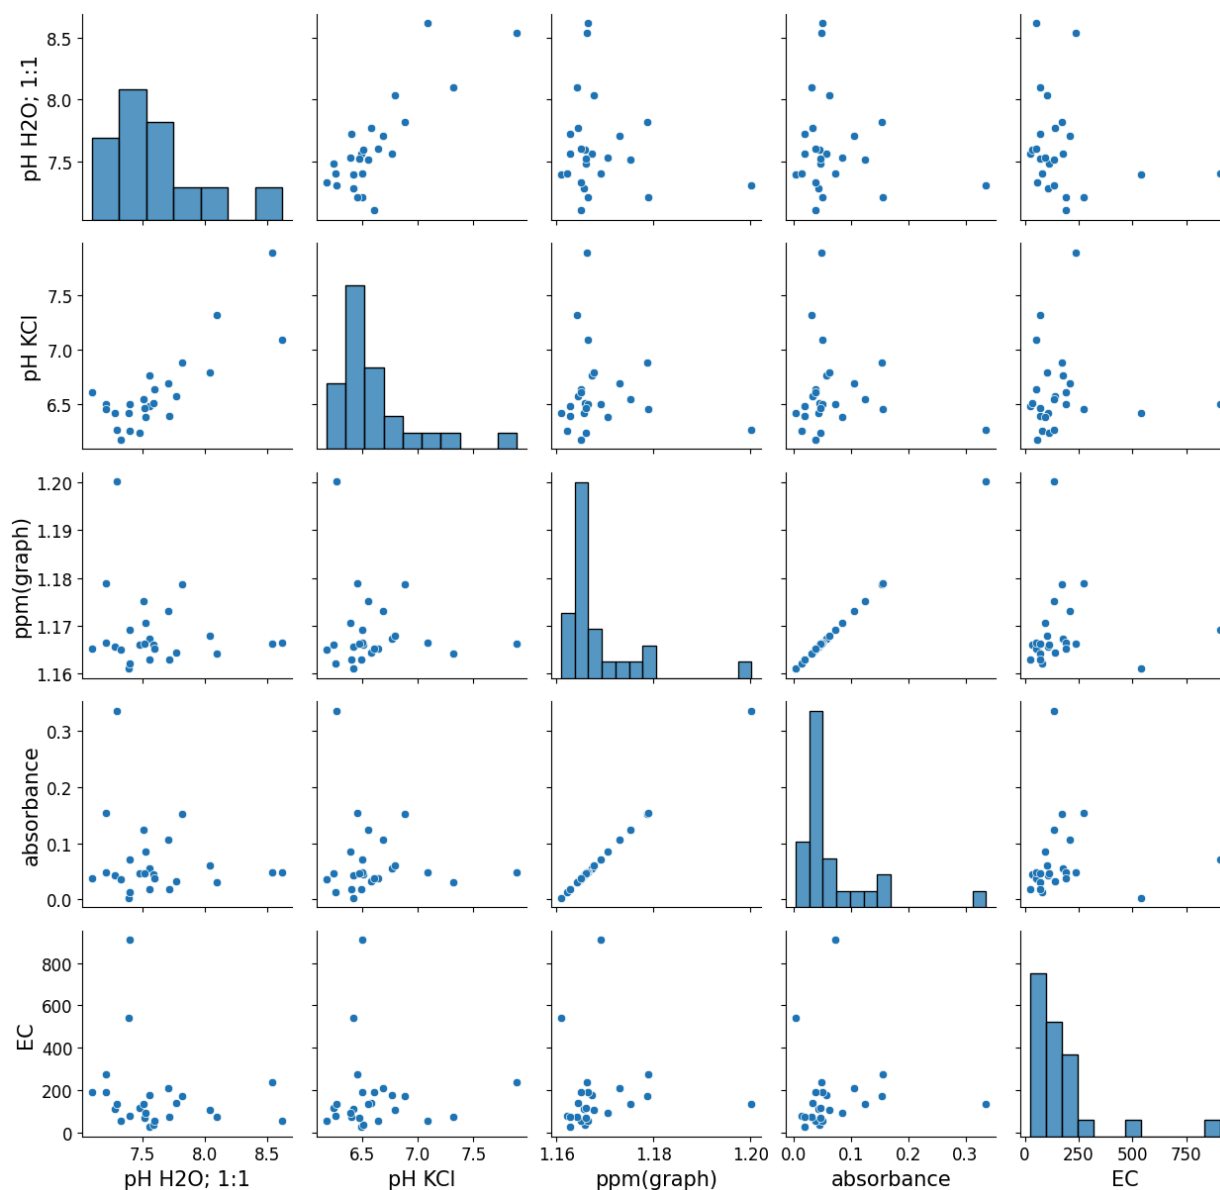 pH H2O; 1:1
8.5
8.0
7.5
pH KCl
7.5
7.0
6.5
ppm(graph)
1.20
1.19
1.18
1.17
1.16
absorbance
0.3
0.2
0.1
0.0
EC
800
600
400
200
0
7.5 8.0 8.5 6.5 7.0 7.5 1.16 1.18 1.20 0.0 0.1 0.2 0.3 0 250 500 750
pH H2O; 1:1 pH KCl ppm(graph) absorbance EC